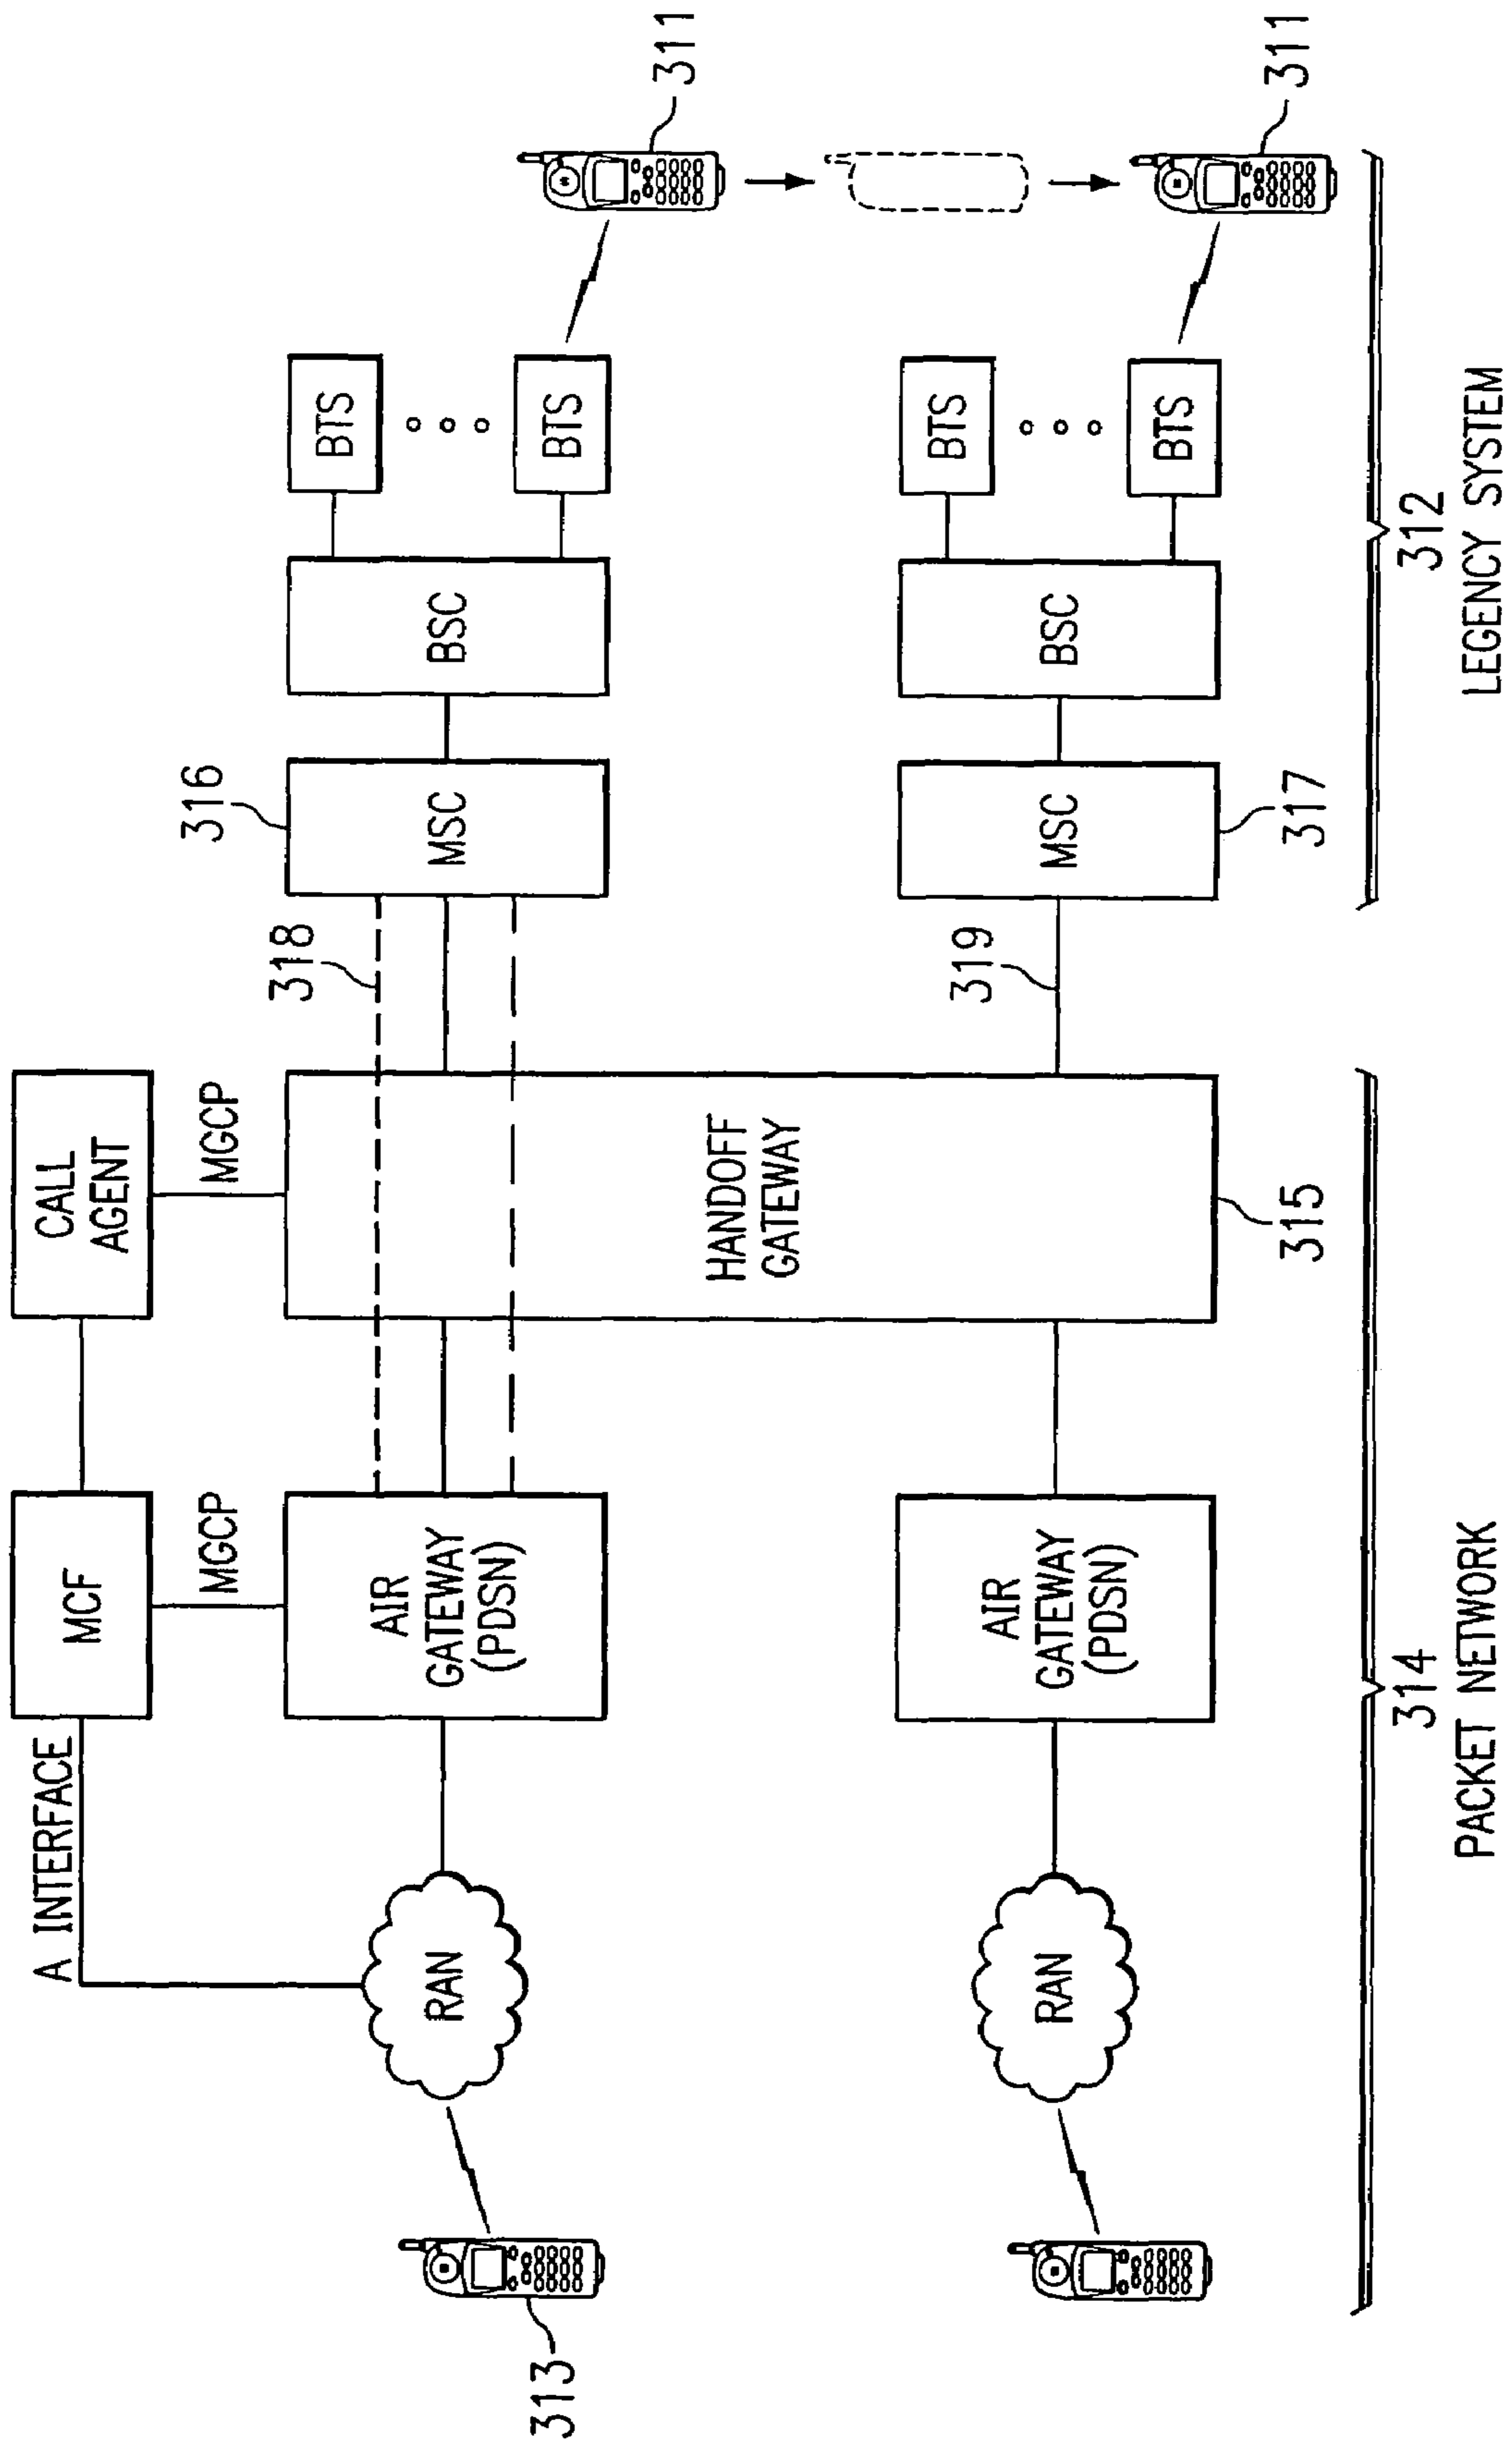 A INTERFACE
MCF
CALL
AGENT
MGCP
MGCP
313
RAN
AIR
GATEWAY
(PDSN)
318
316
MSC
BSC
BTS
BTS
311
HANDOFF
GATEWAY
RAN
AIR
GATEWAY
(PDSN)
319
MSC
BSC
BTS
BTS
311
315
317
314
PACKET NETWORK
312
LEGENCY SYSTEM